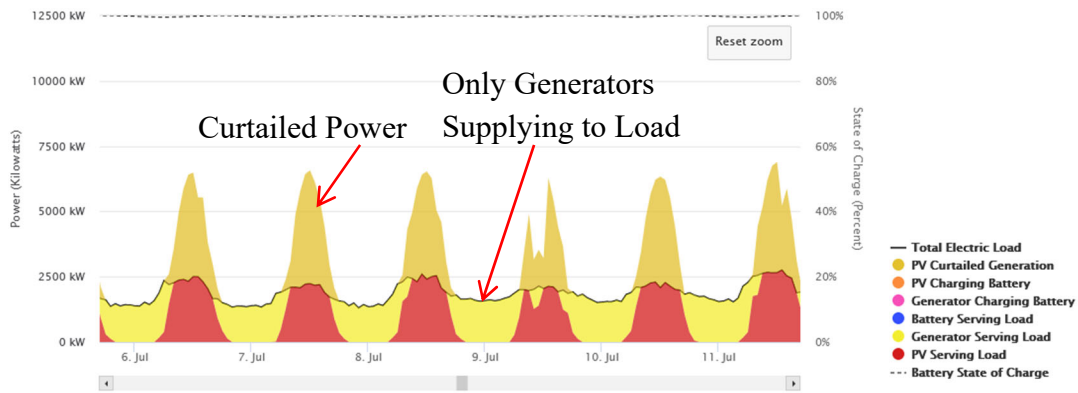 12500 kW
100%
Reset zoom
10000 kW
80%
Only Generators
Supplying to Load
Curtailed Power
7500 kW
60%
Power (Kilowatts)
State of Charge (Percent)
5000 kW
40%
2500 kW
20%
0 kW
0%
6. Jul
7. Jul
8. Jul
9. Jul
10. Jul
11. Jul
Total Electric Load
PV Curtailed Generation
PV Charging Battery
Generator Charging Battery
Battery Serving Load
Generator Serving Load
PV Serving Load
Battery State of Charge